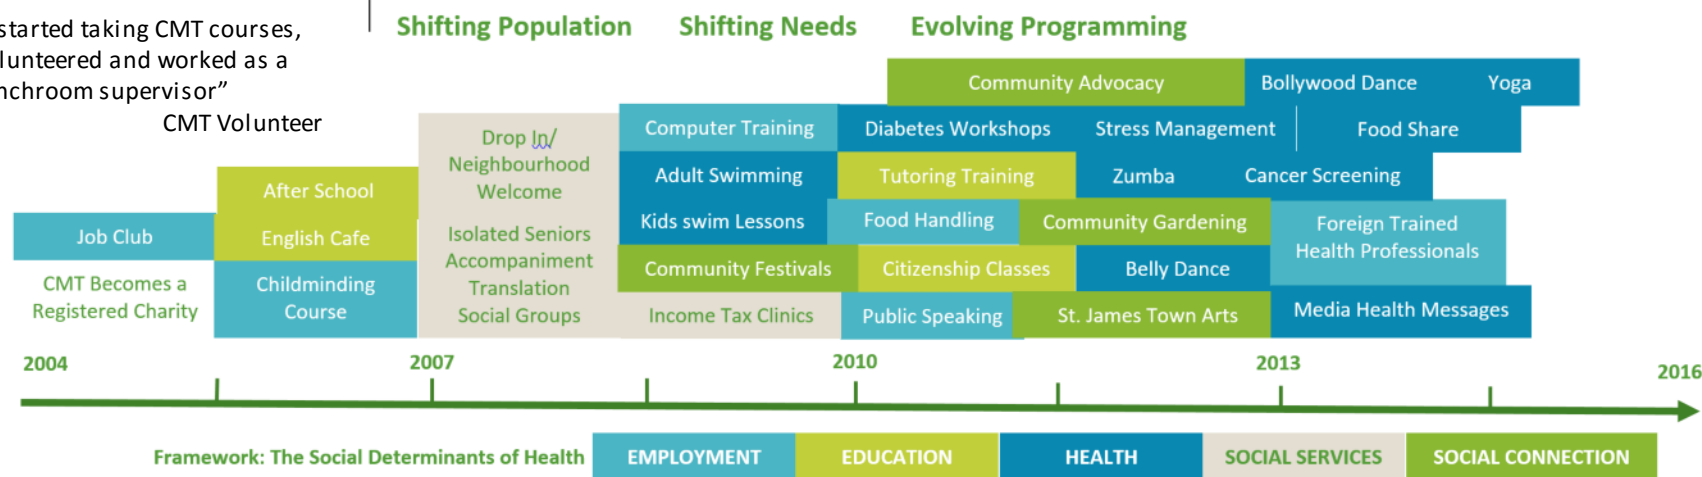 started taking CMT courses,
lunteered and worked as a
nchroom supervisor”
CMT Volunteer
Shifting Population Shifting Needs Evolving Programming
Community Advocacy
Bollywood Dance Yoga
Computer Training
Diabetes Workshops Stress Management Food Share
Drop In/
Neighbourhood
Welcome
Adult Swimming
Tutoring Training
Zumba Cancer Screening
After School
Kids swim Lessons
Food Handling
Community Gardening
Foreign Trained
Health Professionals
Job Club
English Cafe
Isolated Seniors
Accompaniment
Translation
Social Groups
Community Festivals
Citizenship Classes
Belly Dance
CMT Becomes a
Registered Charity
Childminding
Course
Income Tax Clinics
Public Speaking
St. James Town Arts
Media Health Messages
2004 2007 2010 2013 2016
Framework: The Social Determinants of Health EMPLOYMENT EDUCATION HEALTH SOCIAL SERVICES SOCIAL CONNECTION